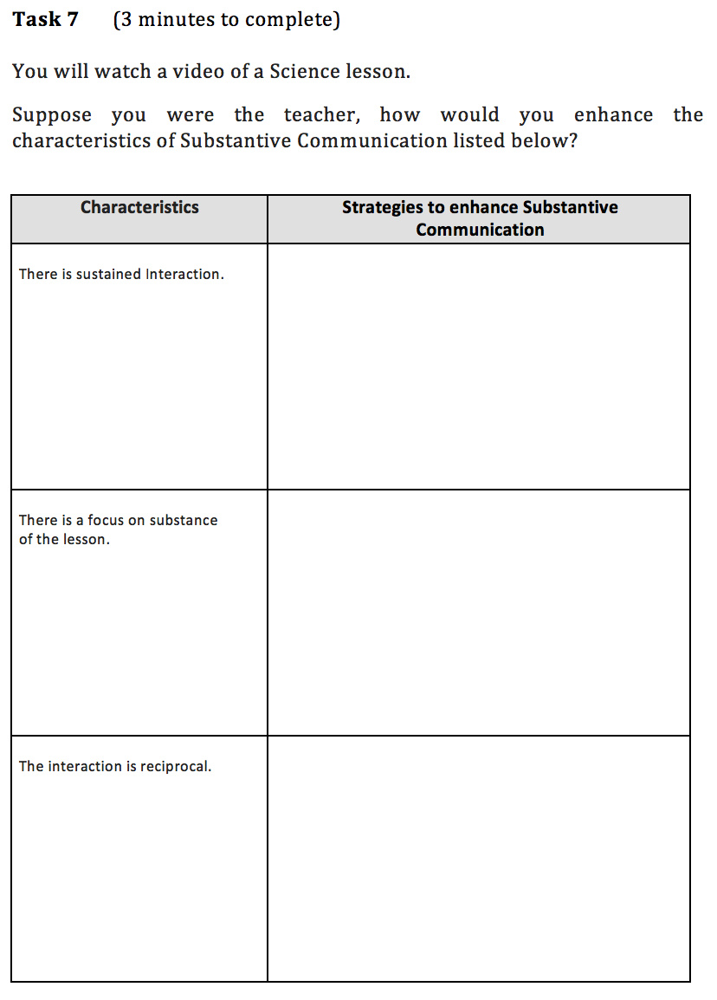 Task 7 (3 minutes to complete)
You will watch a video of a Science lesson.
Suppose you were the teacher, how would you enhance the
characteristics of Substantive Communication listed below?
Characteristics
Strategies to enhance Substantive
Communication
There is sustained Interaction.
There is a focus on substance
of the lesson.
The interaction is reciprocal.